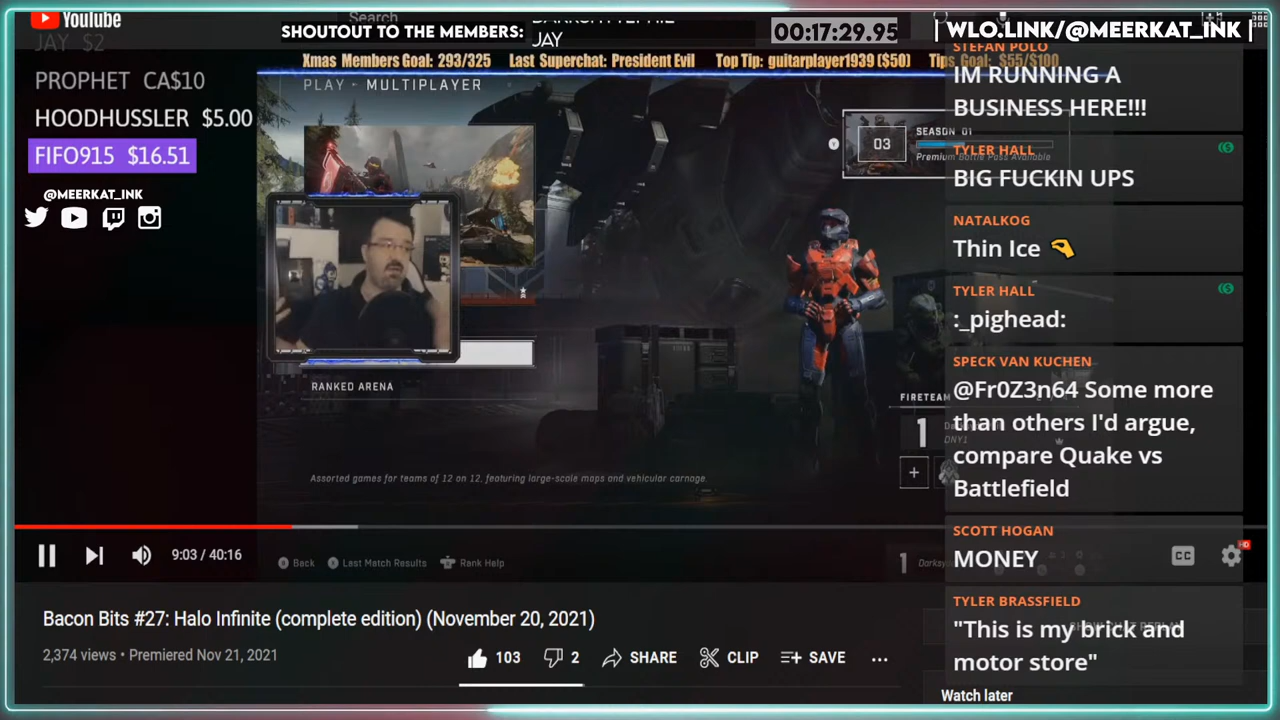 YouTube
Search
SHOUTOUT TO THE MEMBERS:
JAY
00:17:29.95
| WLO.LINK/@MEERKAT_INK |
JAY $2
PROPHET CA$10
HOODHUSSLER $5.00
FIFO915 $16.51
@MEERKAT_INK
Xmas Members Goal: 293/325 Last Superchat: President Evil Top Tip: guitarplayer1939 ($50) Tips Goal: $55/$100
PLAY - MULTIPLAYER
03
SEASON 01
Premium Battle Pass Available
Y
RANKED ARENA
FIRETEAM
1
DNY1
+
Assorted games for teams of 12 on 12, featuring large-scale maps and vehicular carnage.
STEFAN POLO
IM RUNNING A
BUSINESS HERE!!!
TYLER HALL
BIG FUCKIN UPS
NATALKOG
Thin Ice 🤏
TYLER HALL
:_pighead:
SPECK VAN KUCHEN
@Fr0Z3n64 Some more
than others I'd argue,
compare Quake vs
Battlefield
SCOTT HOGAN
MONEY
TYLER BRASSFIELD
"This is my brick and
motor store"
9:03 / 40:16
Back
Last Match Results
Rank Help
1
CC
HD
Bacon Bits #27: Halo Infinite (complete edition) (November 20, 2021)
2,374 views • Premiered Nov 21, 2021
103
2
SHARE
CLIP
SAVE
...
Watch later